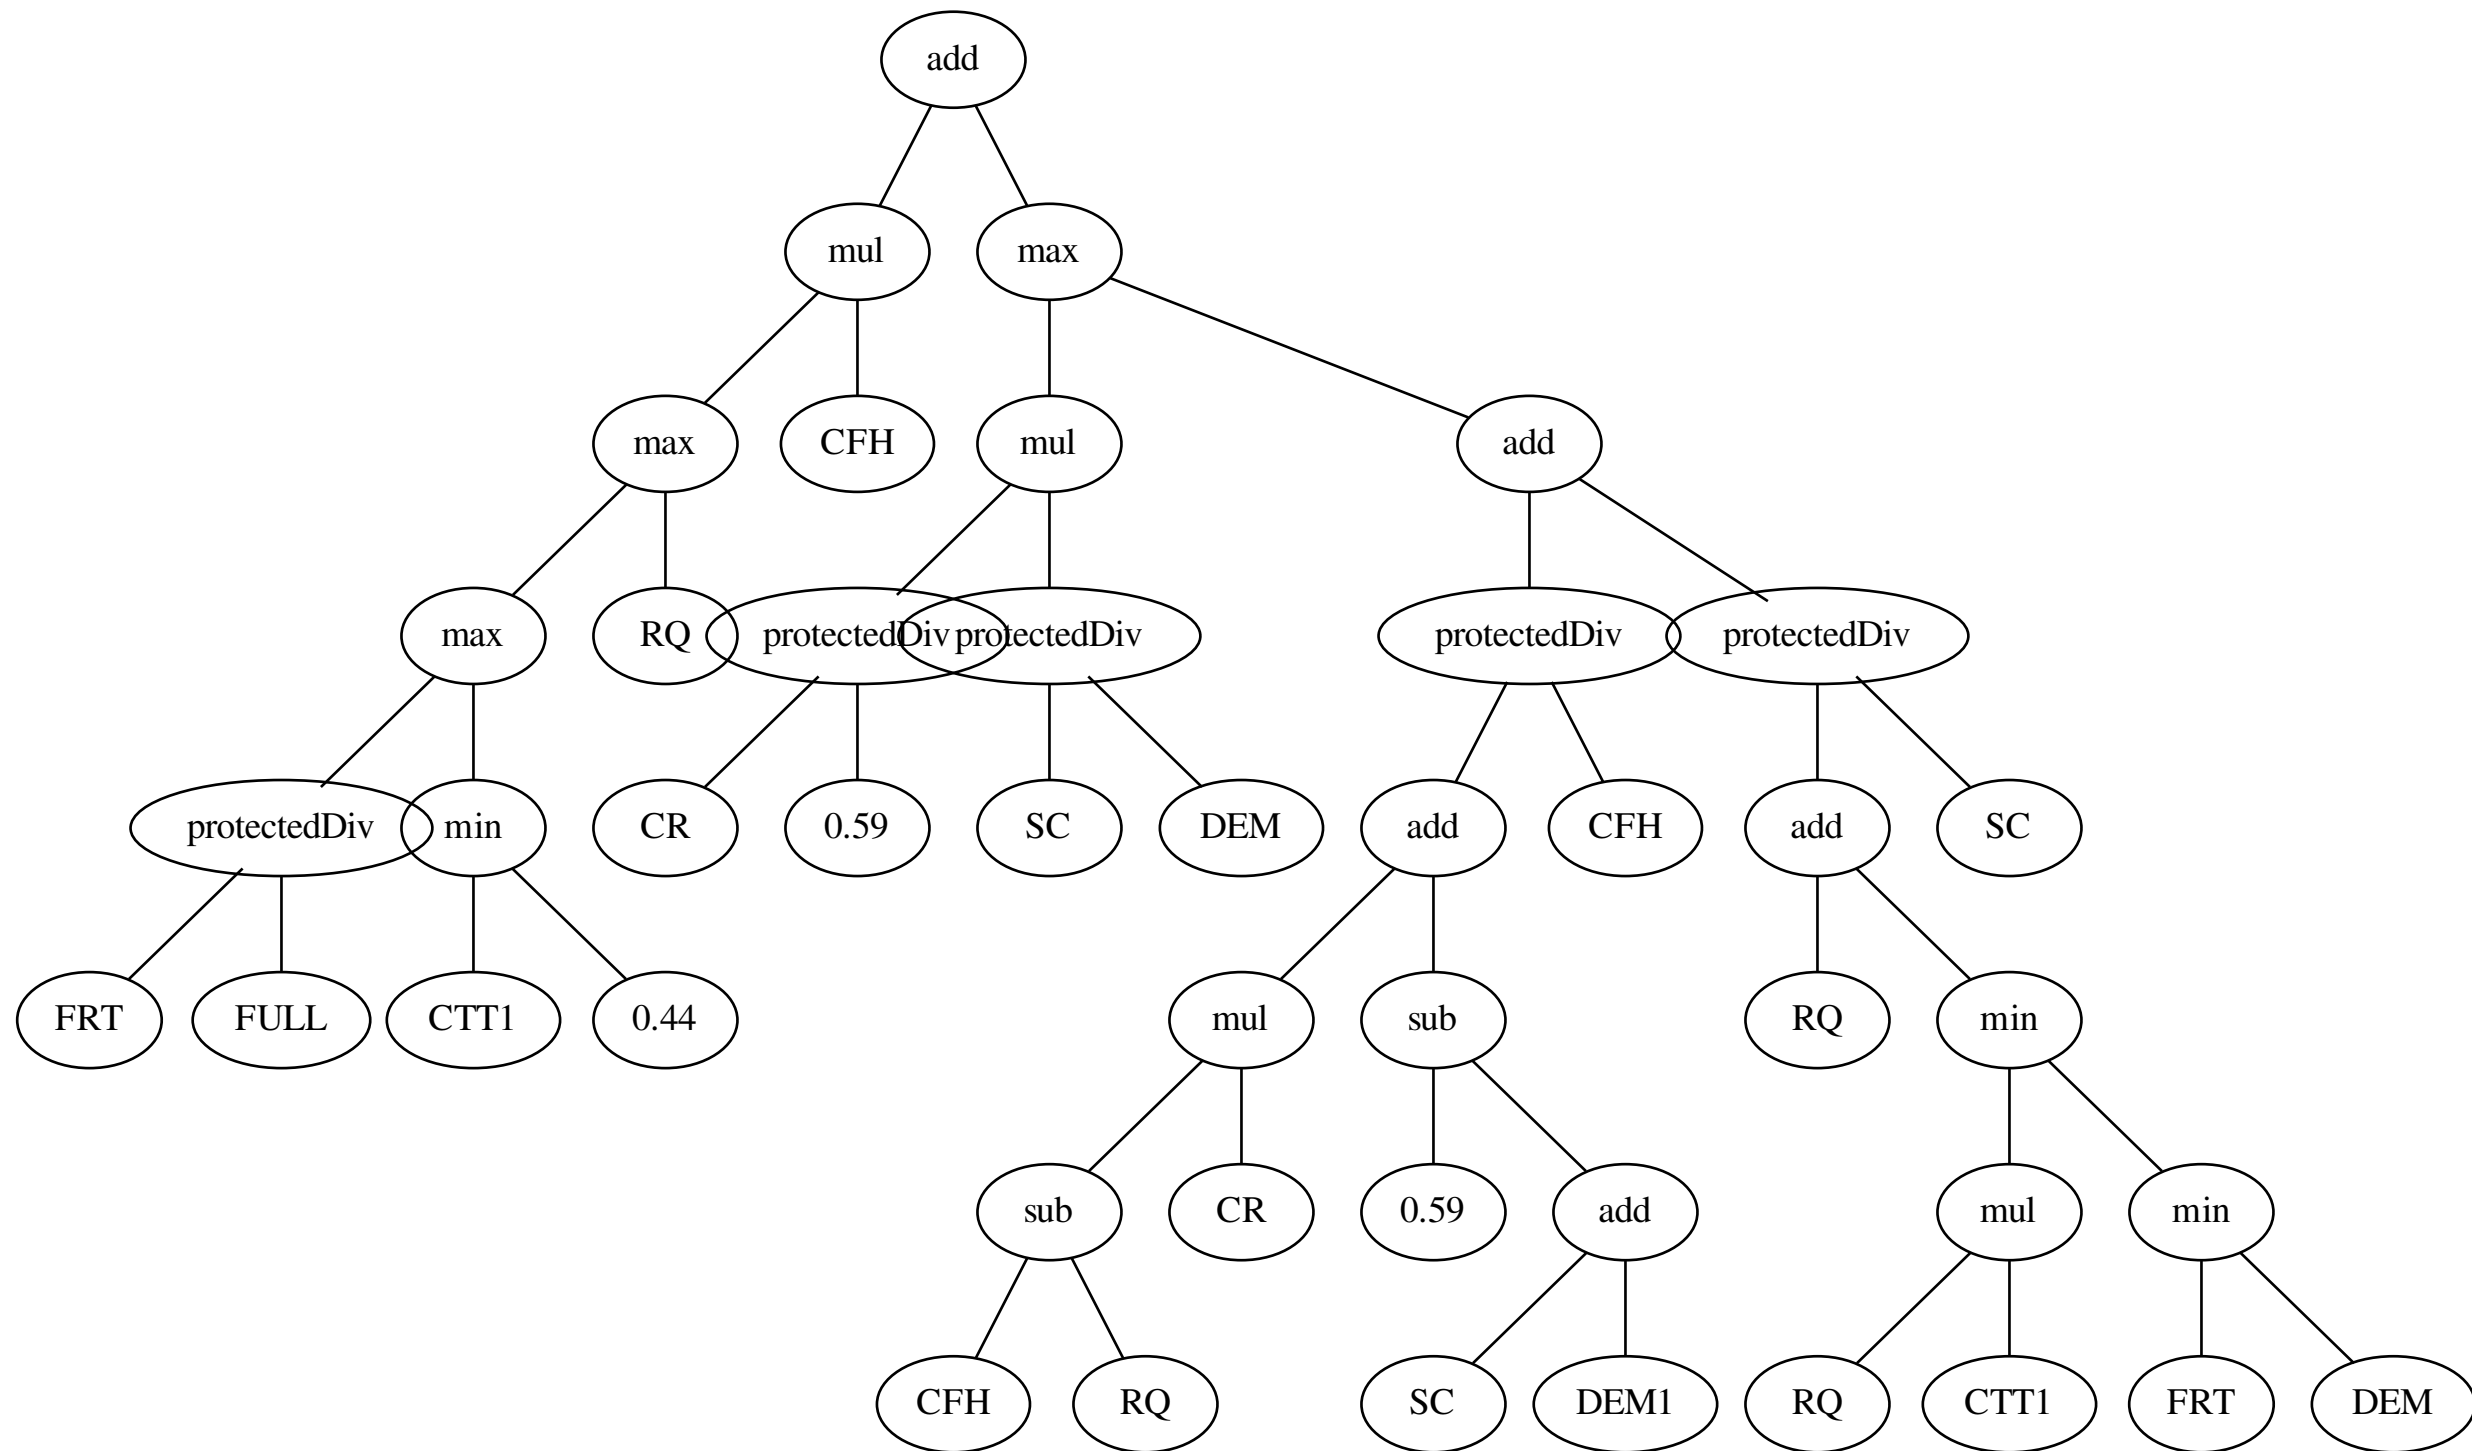 add
mul max
max CFH mul add
max RQ protectedDiv protectedDiv protectedDiv protectedDiv
protectedDiv min CR 0.59 SC DEM add CFH add SC
FRT FULL CTT1 0.44 mul sub RQ min
sub CR 0.59 add mul min
CFH RQ SC DEM1 RQ CTT1 FRT DEM